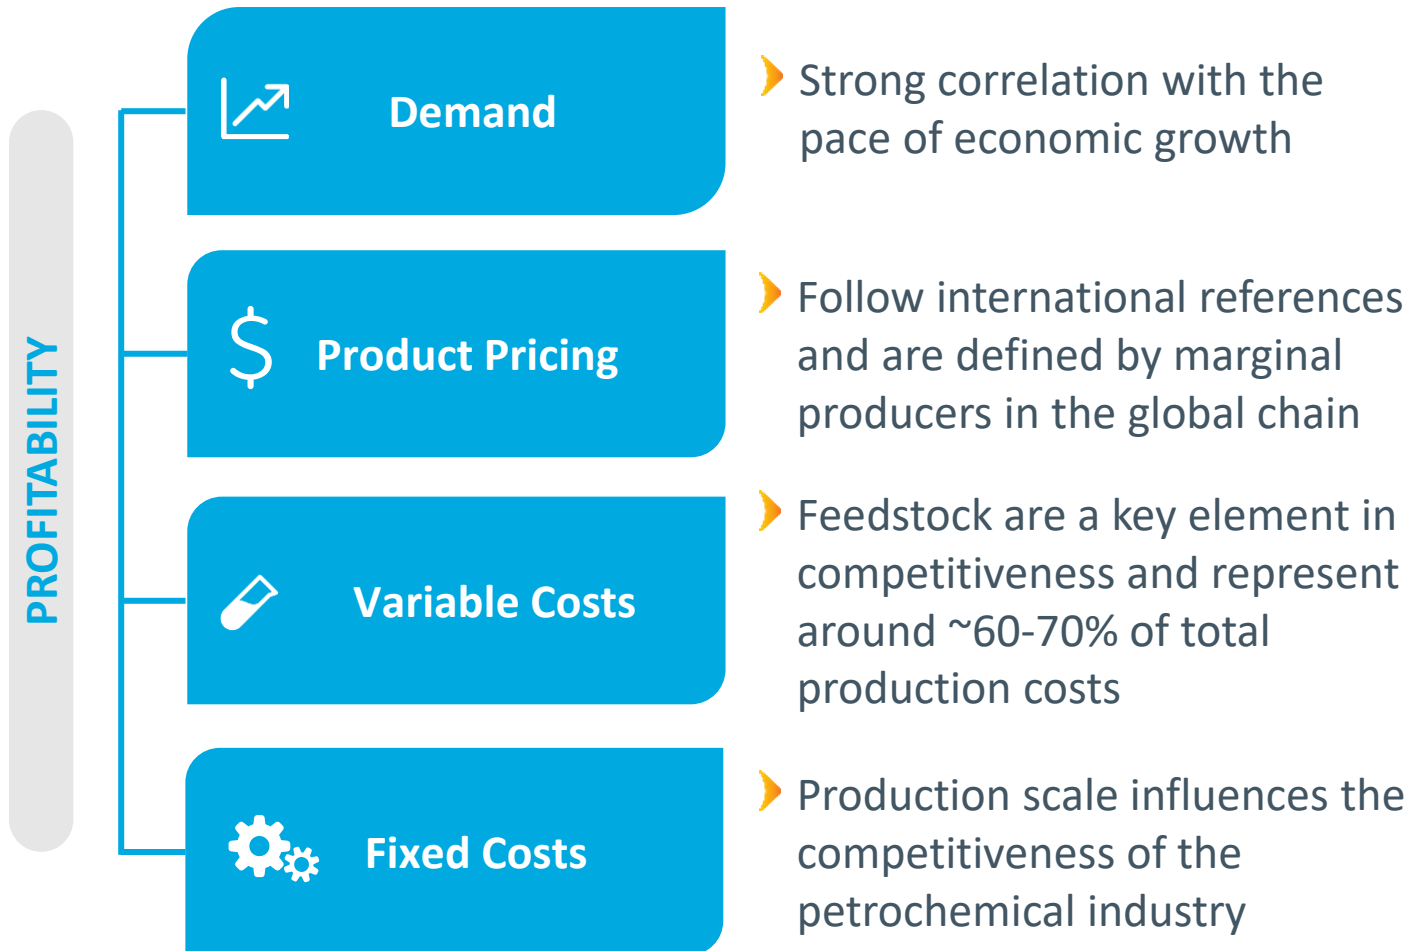 PROFITABILITY
Demand
Strong correlation with the
pace of economic growth
$
Product Pricing
Follow international references
and are defined by marginal
producers in the global chain
Variable Costs
Feedstock are a key element in
competitiveness and represent
around ~60-70% of total
production costs
Fixed Costs
Production scale influences the
competitiveness of the
petrochemical industry